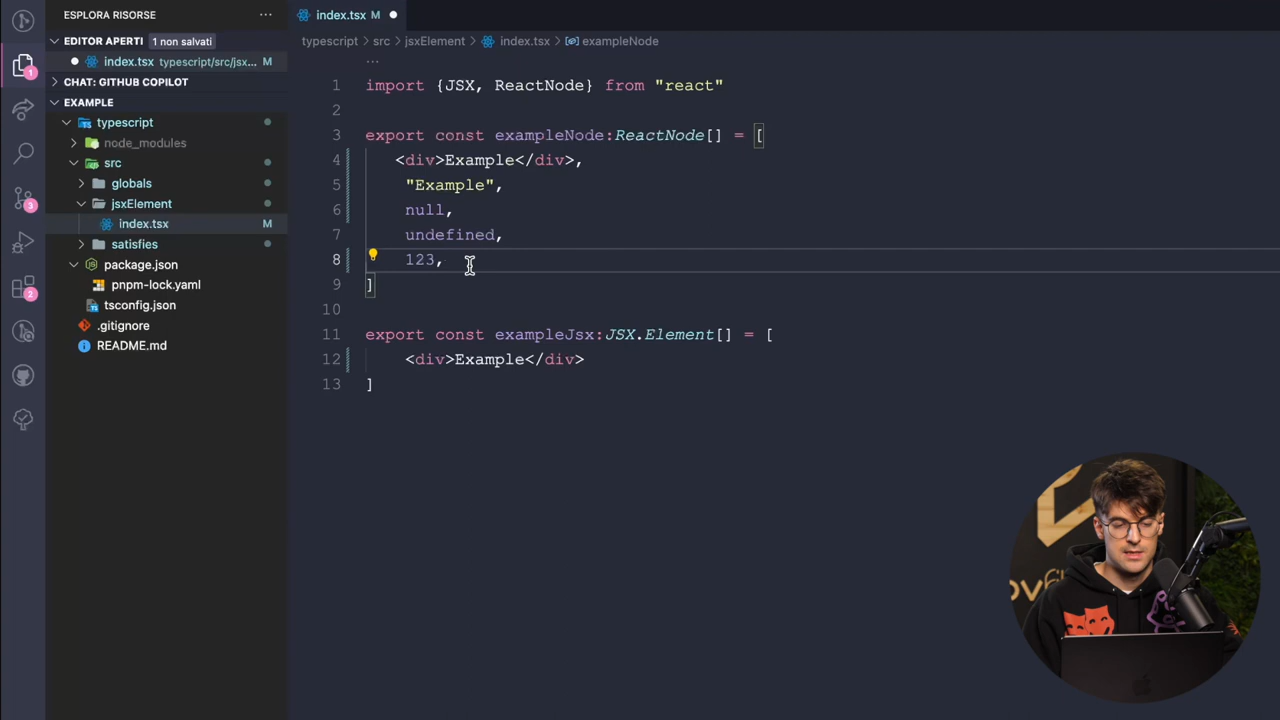 ESPLORA RISORSE
EDITOR APERTI 1 non salvati
index.tsx typescript/src/jsx... M
CHAT: GITHUB COPILOT
EXAMPLE
typescript
node_modules
src
globals
jsxElement
index.tsx M
satisfies
package.json
pnpm-lock.yaml
tsconfig.json
.gitignore
README.md
1
3
2
index.tsx M
typescript > src > jsxElement > index.tsx > exampleNode
1 import {JSX, ReactNode} from "react"
2
3 export const exampleNode:ReactNode[] = [
4 <div>Example</div>,
5 "Example",
6 null,
7 undefined,
8 123,
9 ]
10
11 export const exampleJsx:JSX.Element[] = [
12 <div>Example</div>
13 ]